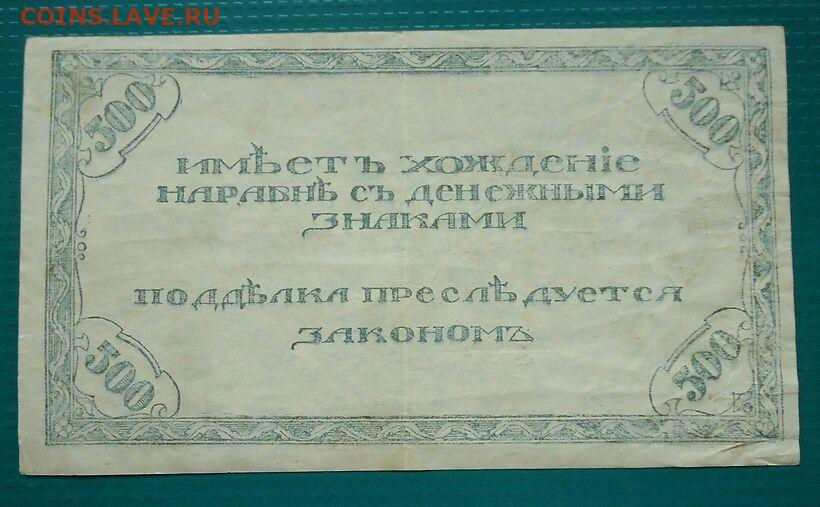 COINS.LAVE.RU
500
500
ИМѢЕТЪ ХОЖДЕНІЕ
НАРАВНѢ СЪ ДЕНЕЖНЫМИ
ЗНАКАМИ
ПОДДѢЛКА ПРЕСЛѢДУЕТСЯ
ЗАКОНОМЪ
500
500